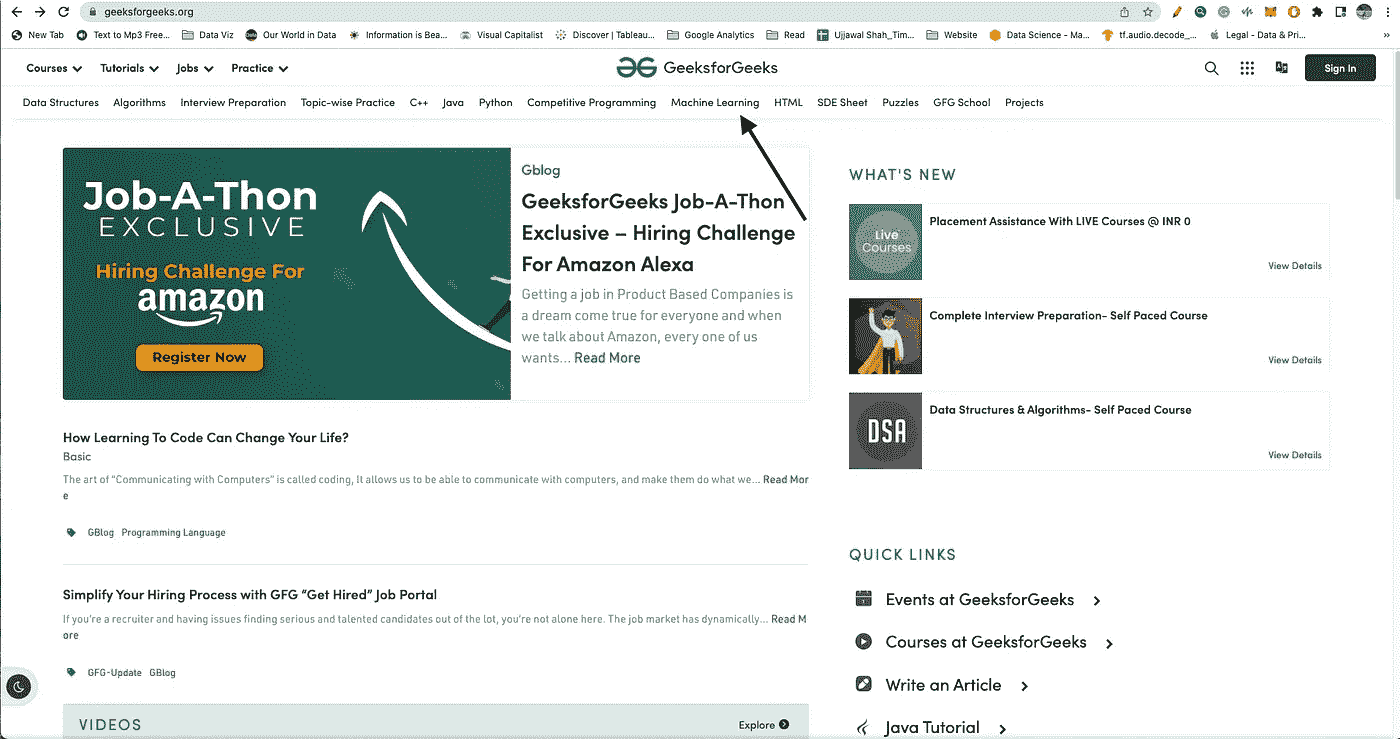 geeksforgeeks.org
New Tab Text to Mp3 Free... Data Viz Our World in Data Information is Bea... Visual Capitalist Discover | Tableau... Google Analytics Read Ujjawal Shah_Tim... Website Data Science - Ma... tf.audio.decode_... Legal - Data & Pri... »
Courses Tutorials Jobs Practice GeeksforGeeks Sign In
Data Structures Algorithms Interview Preparation Topic-wise Practice C++ Java Python Competitive Programming Machine Learning HTML SDE Sheet Puzzles GFG School Projects
Job-A-Thon
EXCLUSIVE
Hiring Challenge For
amazon
Register Now
Gblog
GeeksforGeeks Job-A-Thon
Exclusive – Hiring Challenge
For Amazon Alexa
Getting a job in Product Based Companies is
a dream come true for everyone and when
we talk about Amazon, every one of us
wants... Read More
How Learning To Code Can Change Your Life?
Basic
The art of “Communicating with Computers” is called coding, It allows us to be able to communicate with computers, and make them do what we... Read Mor
e
GBlog Programming Language
Simplify Your Hiring Process with GFG “Get Hired” Job Portal
If you're a recruiter and having issues finding serious and talented candidates out of the lot, you're not alone here. The job market has dynamically... Read M
ore
GFG-Update GBlog
VIDEOS Explore
WHAT'S NEW
Live
Courses
Placement Assistance With LIVE Courses @ INR 0
View Details
Complete Interview Preparation- Self Paced Course
View Details
DSA
Data Structures & Algorithms- Self Paced Course
View Details
QUICK LINKS
Events at GeeksforGeeks
Courses at GeeksforGeeks
Write an Article
Java Tutorial